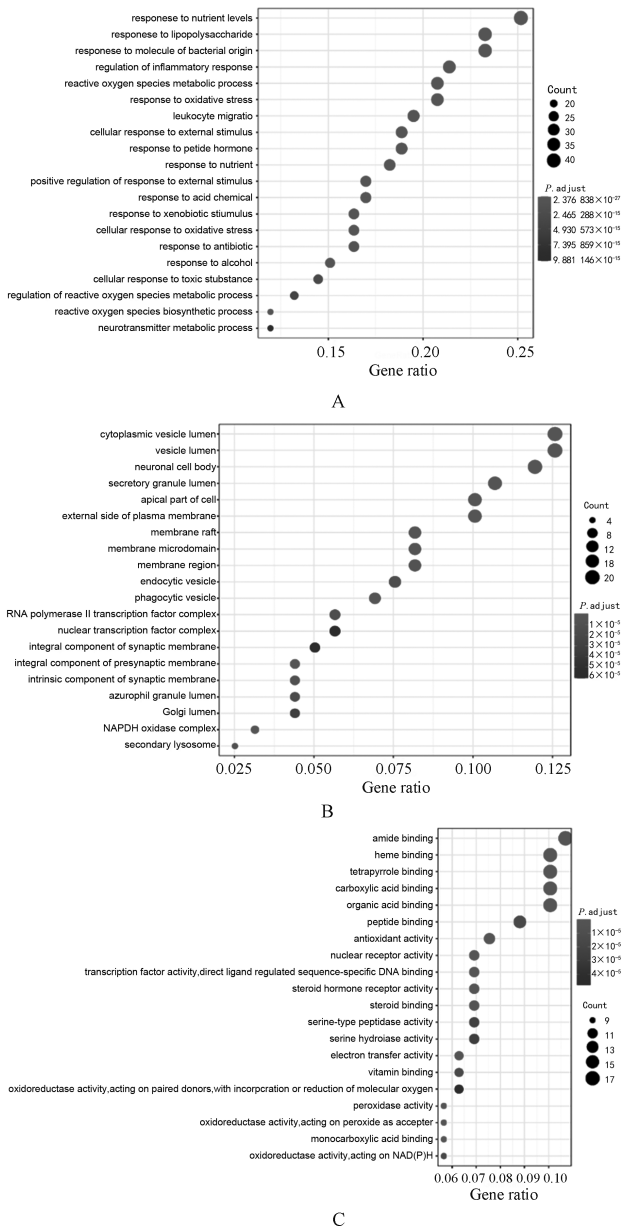 responese to nutrient levels
responese to lipopolysaccharide
responese to molecule of bacterial origin
regulation of inflammatory response
reactive oxygen species metabolic process
response to oxidative stress
leukocyte migratio
cellular response to external stimulus
response to petide hormone
response to nutrient
positive regulation of response to external stimulus
response to acid chemical
response to xenobiotic stiumulus
cellular response to oxidative stress
response to antibiotic
response to alcohol
cellular response to toxic stubstance
regulation of reactive oxygen species metabolic process
reactive oxygen species biosynthetic process
neurotransmitter metabolic process
0.15 0.20 0.25
Gene ratio
Count
20
25
30
35
40
P.adjust
2.376 838×10⁻²⁷
2.465 288×10⁻¹⁵
4.930 573×10⁻¹⁵
7.395 859×10⁻¹⁵
9.881 146×10⁻¹⁵
A
cytoplasmic vesicle lumen
vesicle lumen
neuronal cell body
secretory granule lumen
apical part of cell
external side of plasma membrane
membrane raft
membrane microdomain
membrane region
endocytic vesicle
phagocytic vesicle
RNA polymerase II transcription factor complex
nuclear transcription factor complex
integral component of synaptic membrane
integral component of presynaptic membrane
intrinsic component of synaptic membrane
azurophil granule lumen
Golgi lumen
NAPDH oxidase complex
secondary lysosome
0.025 0.050 0.075 0.100 0.125
Gene ratio
Count
4
8
12
18
20
P.adjust
1×10⁻⁵
2×10⁻⁵
3×10⁻⁵
4×10⁻⁵
5×10⁻⁵
6×10⁻⁵
B
amide binding
heme binding
tetrapyrrole binding
carboxylic acid binding
organic acid binding
peptide binding
antioxidant activity
nuclear receptor activity
transcription factor activity,direct ligand regulated sequence-specific DNA binding
steroid hormone receptor activity
steroid binding
serine-type peptidase activity
serine hydroiase activity
electron transfer activity
vitamin binding
oxidoreductase activity,acting on paired donors,with incorpcration or reduction of molecular oxygen
peroxidase activity
oxidoreductase activity,acting on peroxide as accepter
monocarboxylic acid binding
oxidoreductase activity,acting on NAD(P)H
0.06 0.07 0.08 0.09 0.10
Gene ratio
P.adjust
1×10⁻⁶
2×10⁻⁶
3×10⁻⁶
4×10⁻⁶
Count
9
11
13
15
17
C